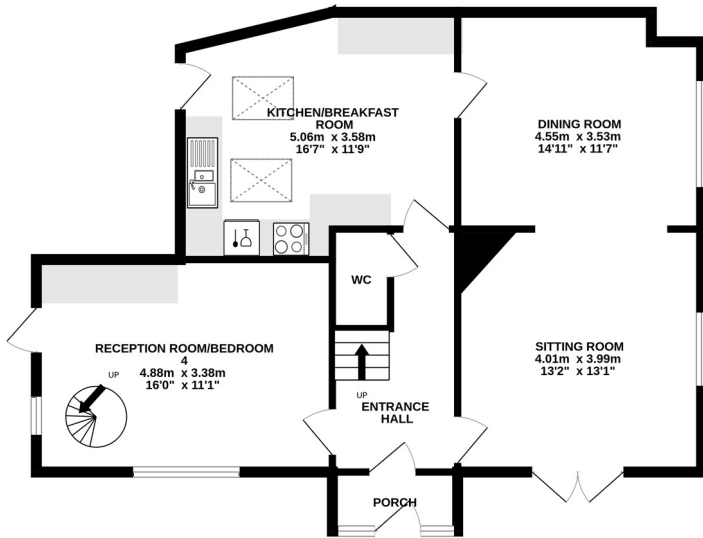 KITCHEN/BREAKFAST
ROOM
5.06m x 3.58m
16'7" x 11'9"
DINING ROOM
4.55m x 3.53m
14'11" x 11'7"
WC
RECEPTION ROOM/BEDROOM
4
4.88m x 3.38m
16'0" x 11'1"
UP
UP
ENTRANCE
HALL
SITTING ROOM
4.01m x 3.99m
13'2" x 13'1"
PORCH